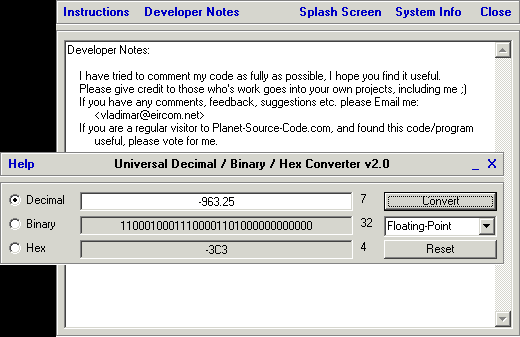 Instructions Developer Notes Splash Screen System Info Close
Developer Notes:
I have tried to comment my code as fully as possible, I hope you find it useful.
Please give credit to those who's work goes into your own projects, including me ;)
If you have any comments, feedback, suggestions etc. please Email me:
<vladimar@eircom.net>
If you are a regular visitor to Planet-Source-Code.com, and found this code/program
useful, please vote for me.
Help Universal Decimal / Binary / Hex Converter v2.0 _ X
Decimal -963.25 7 Convert
Binary 11000100011100001101000000000000 32 Floating-Point
Hex -3C3 4 Reset